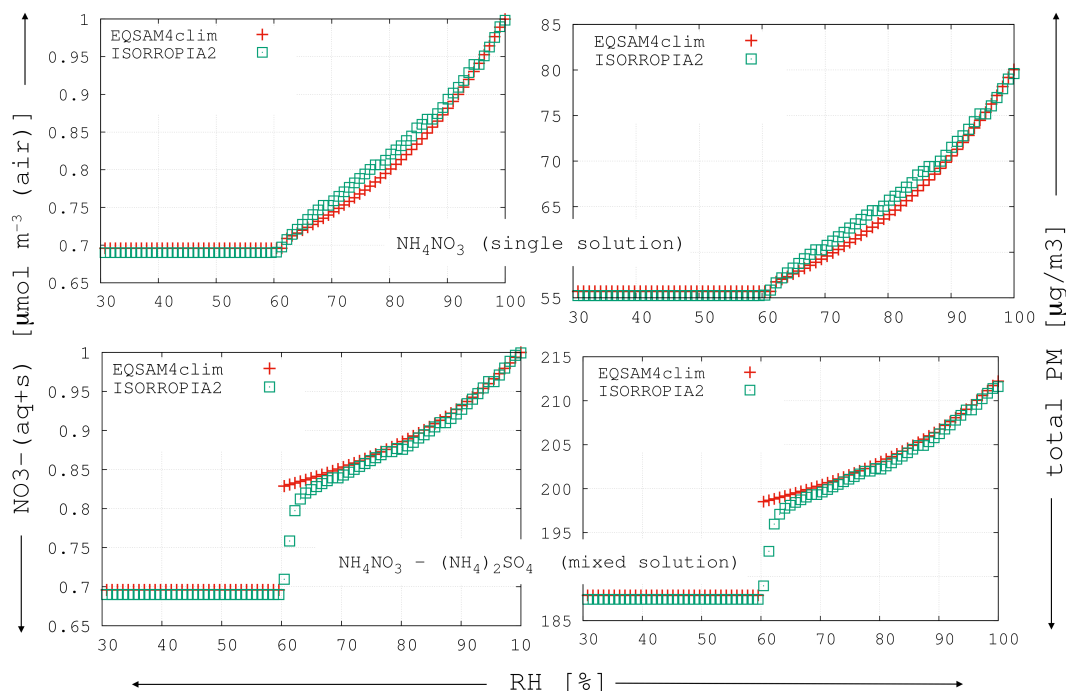 NO3-(aq+s) [μmol m⁻³ (air)]
1
0.95
0.9
0.85
0.8
0.75
0.7
0.65
EQSAM4clim
ISORROPIA2
30 40 50 60 70 80 90 100
85
80
75
70
65
55
EQSAM4clim
ISORROPIA2
30 40 50 60 70 80 90 100
NH₄NO₃ (single solution)
total PM [μg/m3]
1
0.95
0.9
0.85
0.8
0.7
0.65
EQSAM4clim
ISORROPIA2
30 40 50 60 70 80 90 100
215
210
205
200
195
185
EQSAM4clim
ISORROPIA2
30 40 50 60 70 80 90 100
NH₄NO₃ - (NH₄)₂SO₄ (mixed solution)
RH [%]